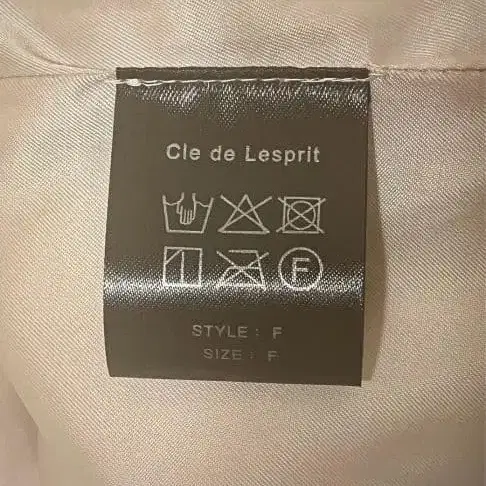 Cle de Lesprit
F
STYLE : F
SIZE : F